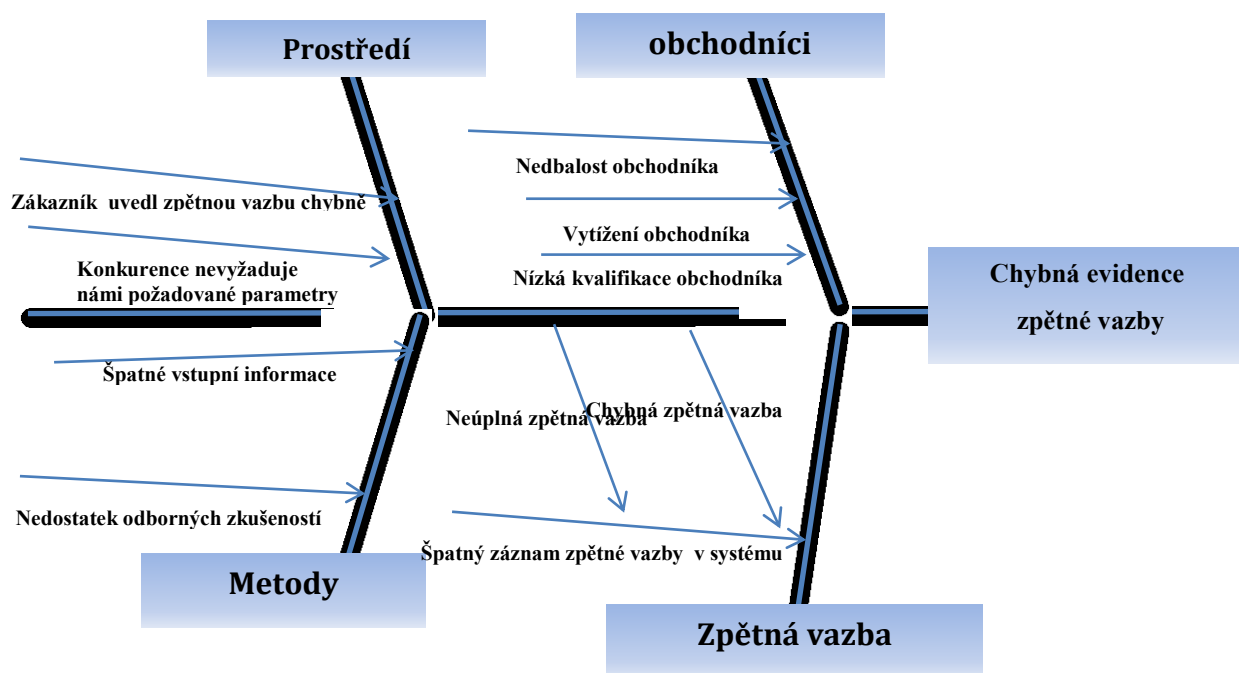 Prostředí
obchodníci
Nedbalost obchodníka
Zákazník uvedl zpětnou vazbu chybně
Vytížení obchodníka
Konkurence nevyžaduje
námi požadované parametry
Nízká kvalifikace obchodníka
Chybná evidence
zpětné vazby
Špatné vstupní informace
Neúplná zpětná vazba
Chybná zpětná vazba
Nedostatek odborných zkušeností
Špatný záznam zpětné vazby v systému
Metody
Zpětná vazba